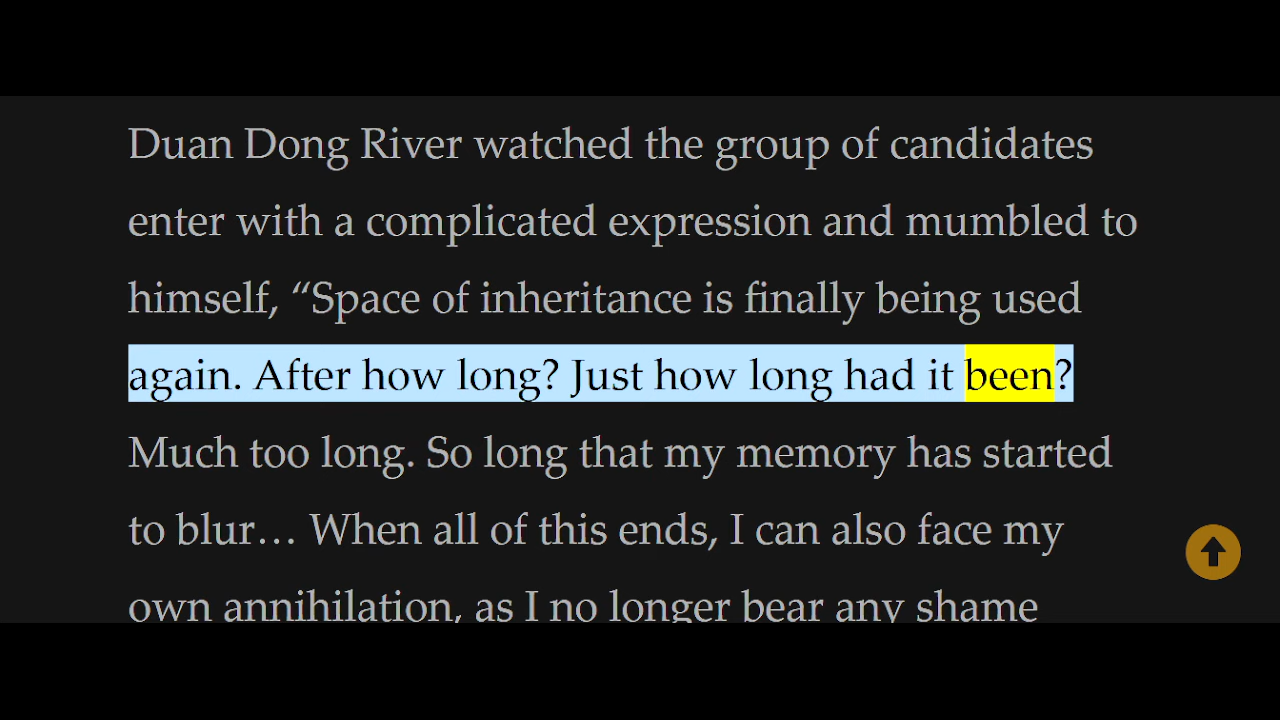 Duan Dong River watched the group of candidates
enter with a complicated expression and mumbled to
himself, “Space of inheritance is finally being used
again. After how long? Just how long had it been?
Much too long. So long that my memory has started
to blur… When all of this ends, I can also face my
own annihilation, as I no longer bear any shame